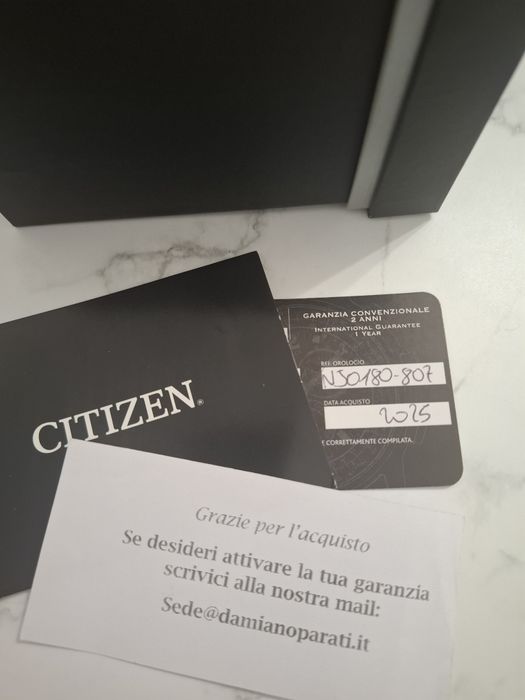 GARANZIA CONVENZIONALE
2 ANNI
INTERNATIONAL GUARANTEE
1 YEAR
REF. OROLOGIO
NJ0180-807
DATA ACQUISTO
2025
E CORRETTAMENTE COMPILATA.
CITIZEN®
Grazie per l'acquisto
Se desideri attivare la tua garanzia
scrivici alla nostra mail:
Sede@damianoparati.it